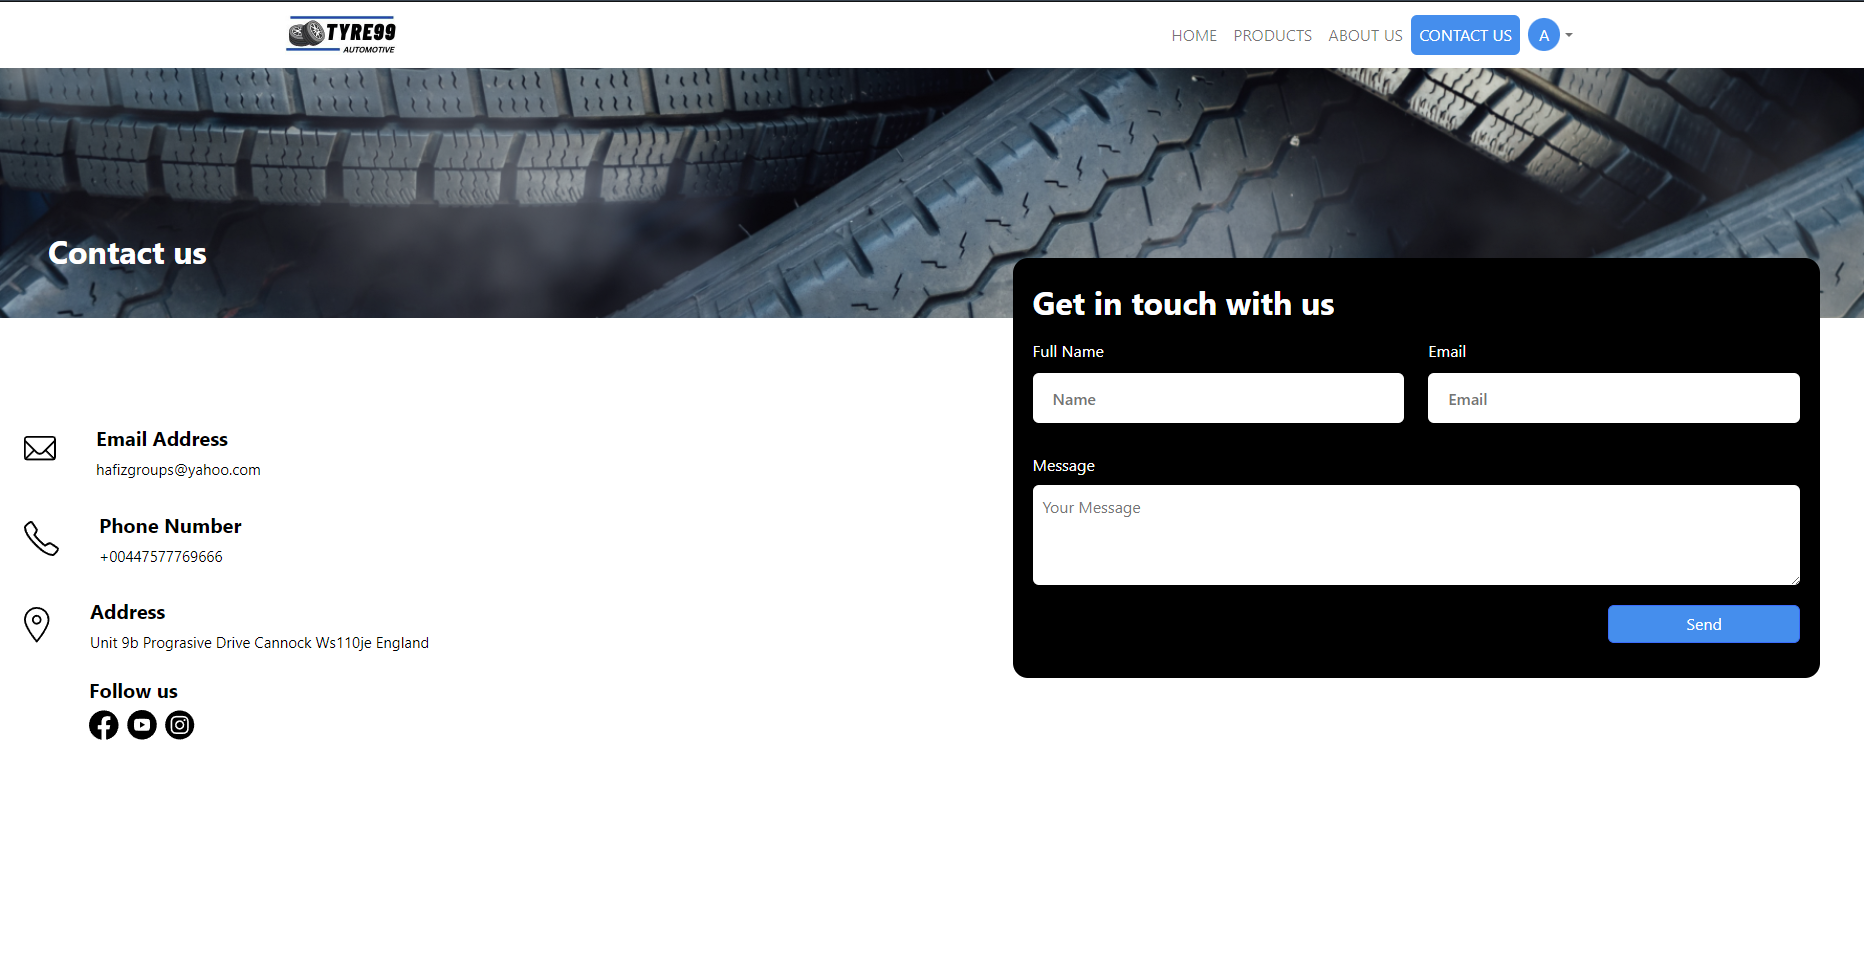 TYRE99
AUTOMOTIVE
HOME PRODUCTS ABOUT US CONTACT US A
Contact us
Get in touch with us
Full Name Email
Name Email
Message
Your Message
Send
Email Address
hafizgroups@yahoo.com
Phone Number
+00447577769666
Address
Unit 9b Prograsive Drive Cannock Ws110je England
Follow us